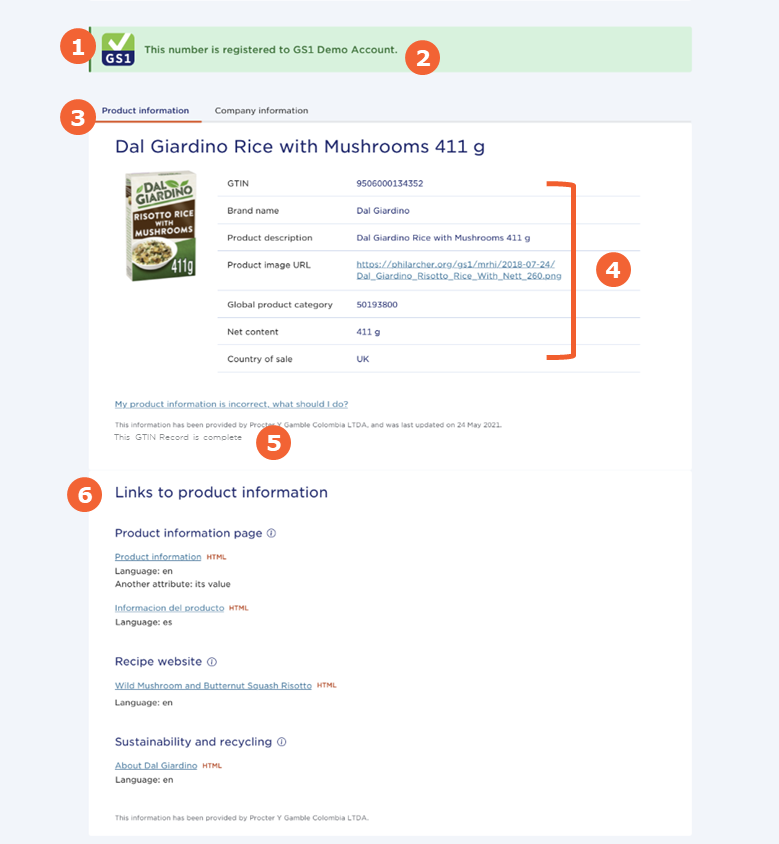 1
GS1
This number is registered to GS1 Demo Account.
2
3
Product information
Company information
Dal Giardino Rice with Mushrooms 411 g
DAL
GIARDINO
RISOTTO RICE
WITH
MUSHROOMS
411g
GTIN 9506000134352
Brand name Dal Giardino
Product description Dal Giardino Rice with Mushrooms 411 g
Product image URL https://philarcher.org/gs1/mrhi/2018-07-24/
Dal_Giardino_Risotto_Rice_With_Nett_260.png
4
Global product category 50193800
Net content 411 g
Country of sale UK
My product information is incorrect, what should I do?
This information has been provided by Procter Y Gamble Colombia LTDA, and was last updated on 24 May 2021.
This GTIN Record is complete
5
6
Links to product information
Product information page
Product information HTML
Language: en
Another attribute: its value
Informacion del producto HTML
Language: es
Recipe website
Wild Mushroom and Butternut Squash Risotto HTML
Language: en
Sustainability and recycling
About Dal Giardino HTML
Language: en
This information has been provided by Procter Y Gamble Colombia LTDA.